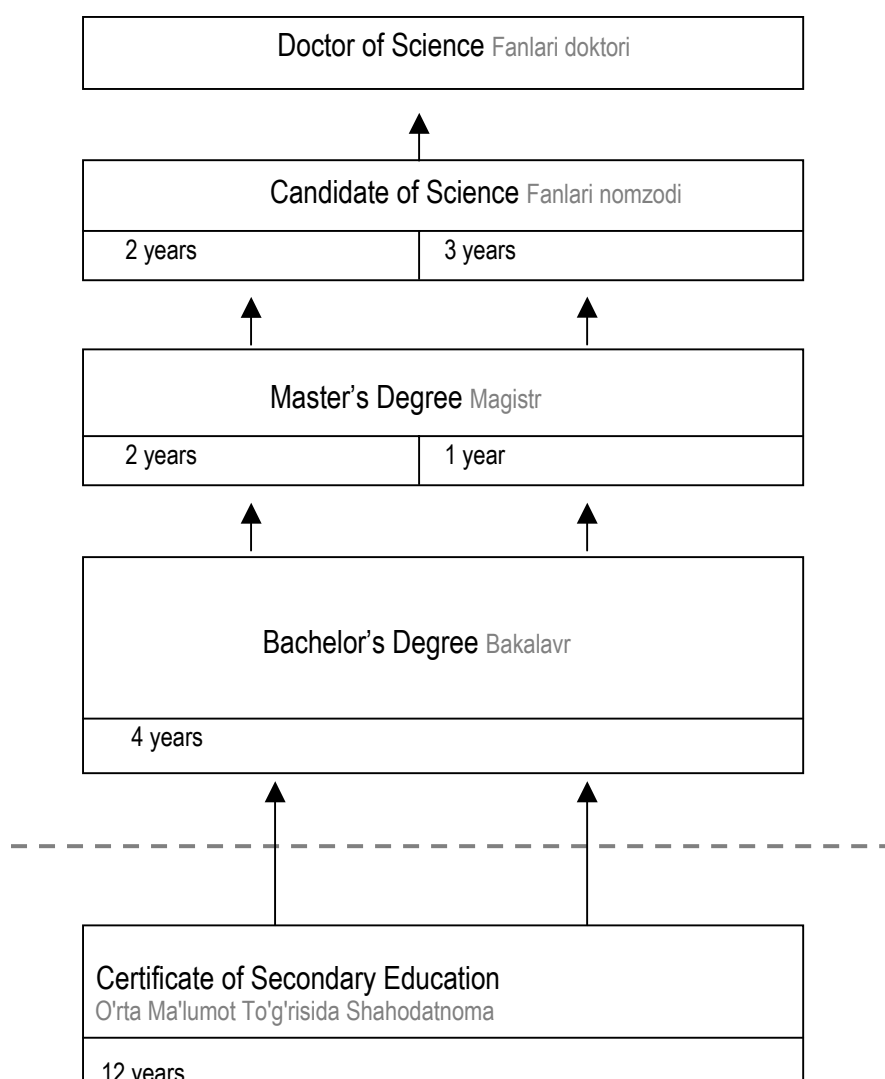 Doctor of Science Fanlari doktori
Candidate of Science Fanlari nomzodi
2 years
3 years
Master’s Degree Magistr
2 years
1 year
Bachelor’s Degree Bakalavr
4 years
Certificate of Secondary Education
O'rta Ma'lumot To'g'risida Shahodatnoma
12 years